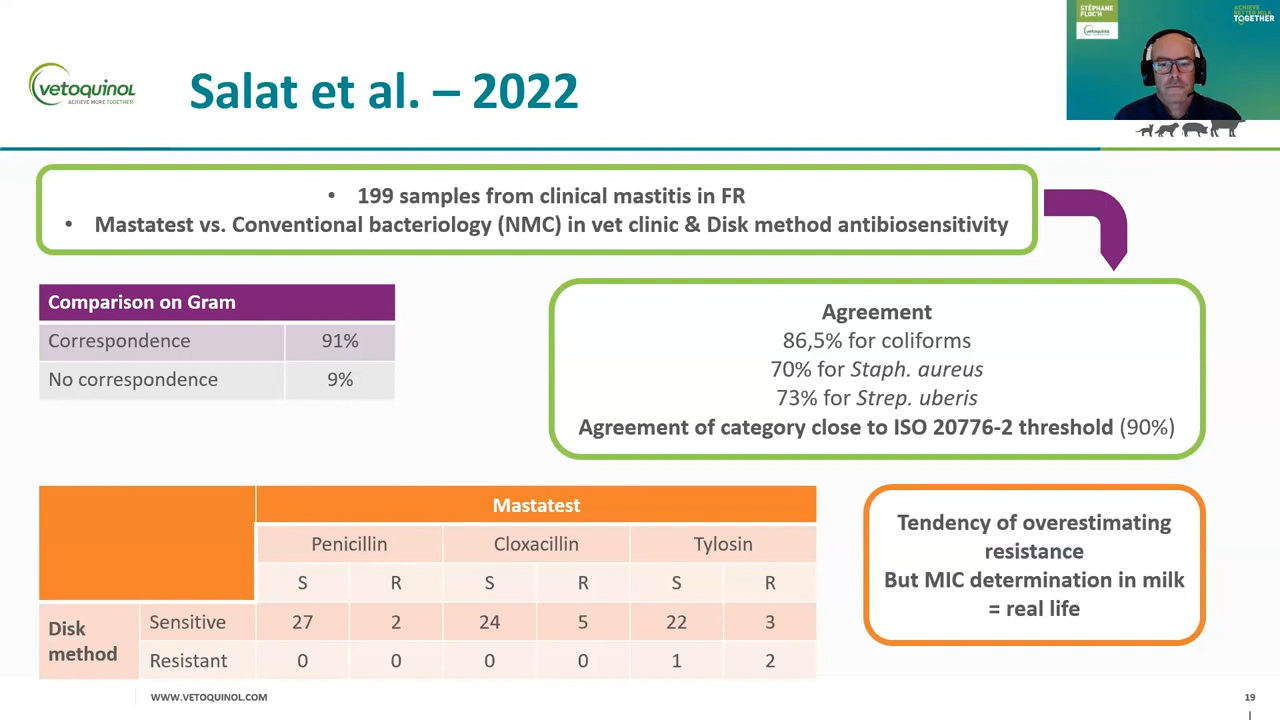 STÉPHANE
FLOC'H
vetoquinol
ACHIEVE
BETTER MILK
TOGETHER
vetoquinol
ACHIEVE MORE TOGETHER
Salat et al. – 2022
• 199 samples from clinical mastitis in FR
• Mastatest vs. Conventional bacteriology (NMC) in vet clinic & Disk method antibiosensitivity
Comparison on Gram
Correspondence 91%
No correspondence 9%
Agreement
86,5% for coliforms
70% for Staph. aureus
73% for Strep. uberis
Agreement of category close to ISO 20776-2 threshold (90%)
Mastatest
Penicillin Cloxacillin Tylosin
S R S R S R
Disk method Sensitive 27 2 24 5 22 3
Resistant 0 0 0 0 1 2
Tendency of overestimating
resistance
But MIC determination in milk
= real life
WWW.VETOQUINOL.COM
19